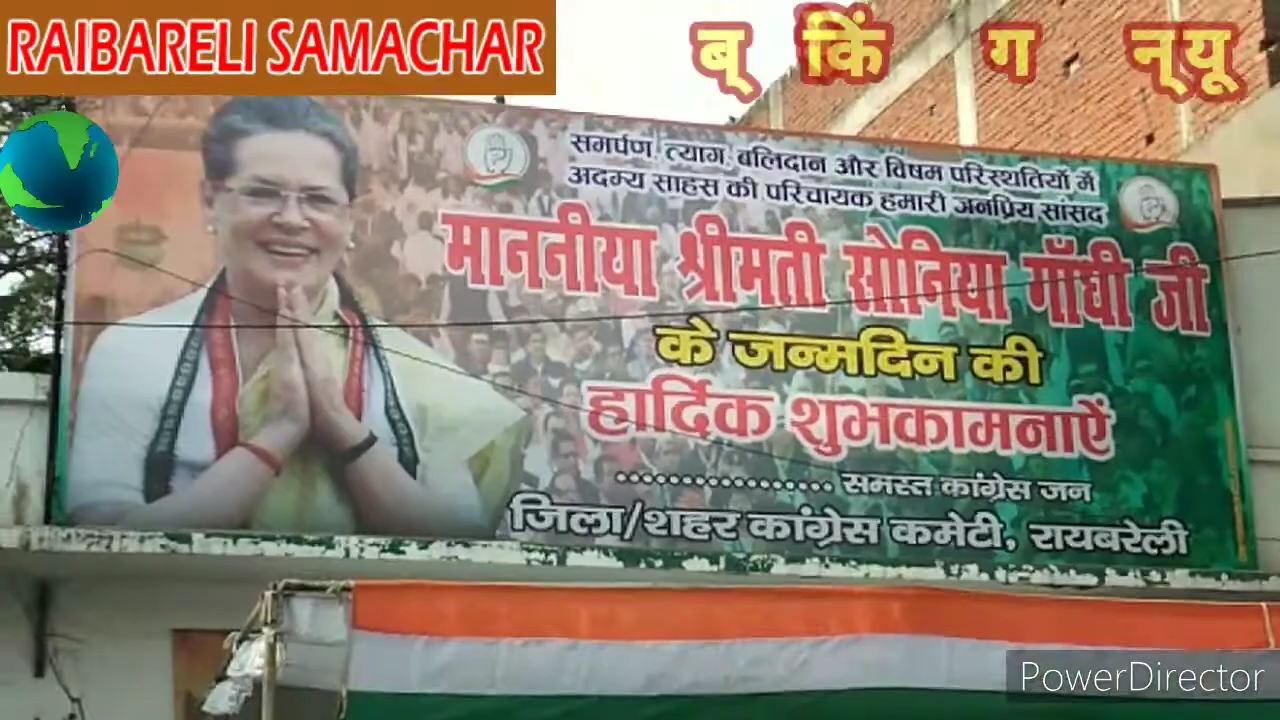 RAIBARELI SAMACHAR
ब् किं ग न्यू
समर्पण, त्याग, बलिदान और विषम परिस्थतियों में
अदम्य साहस की परिचायक हमारी जनप्रिय सांसद
माननीया श्रीमती सोनिया गाँधी जी
के जन्मदिन की
हार्दिक शुभकामनाऐं
................. समस्त कांग्रेस जन
जिला/शहर कांग्रेस कमेटी, रायबरेली
PowerDirector